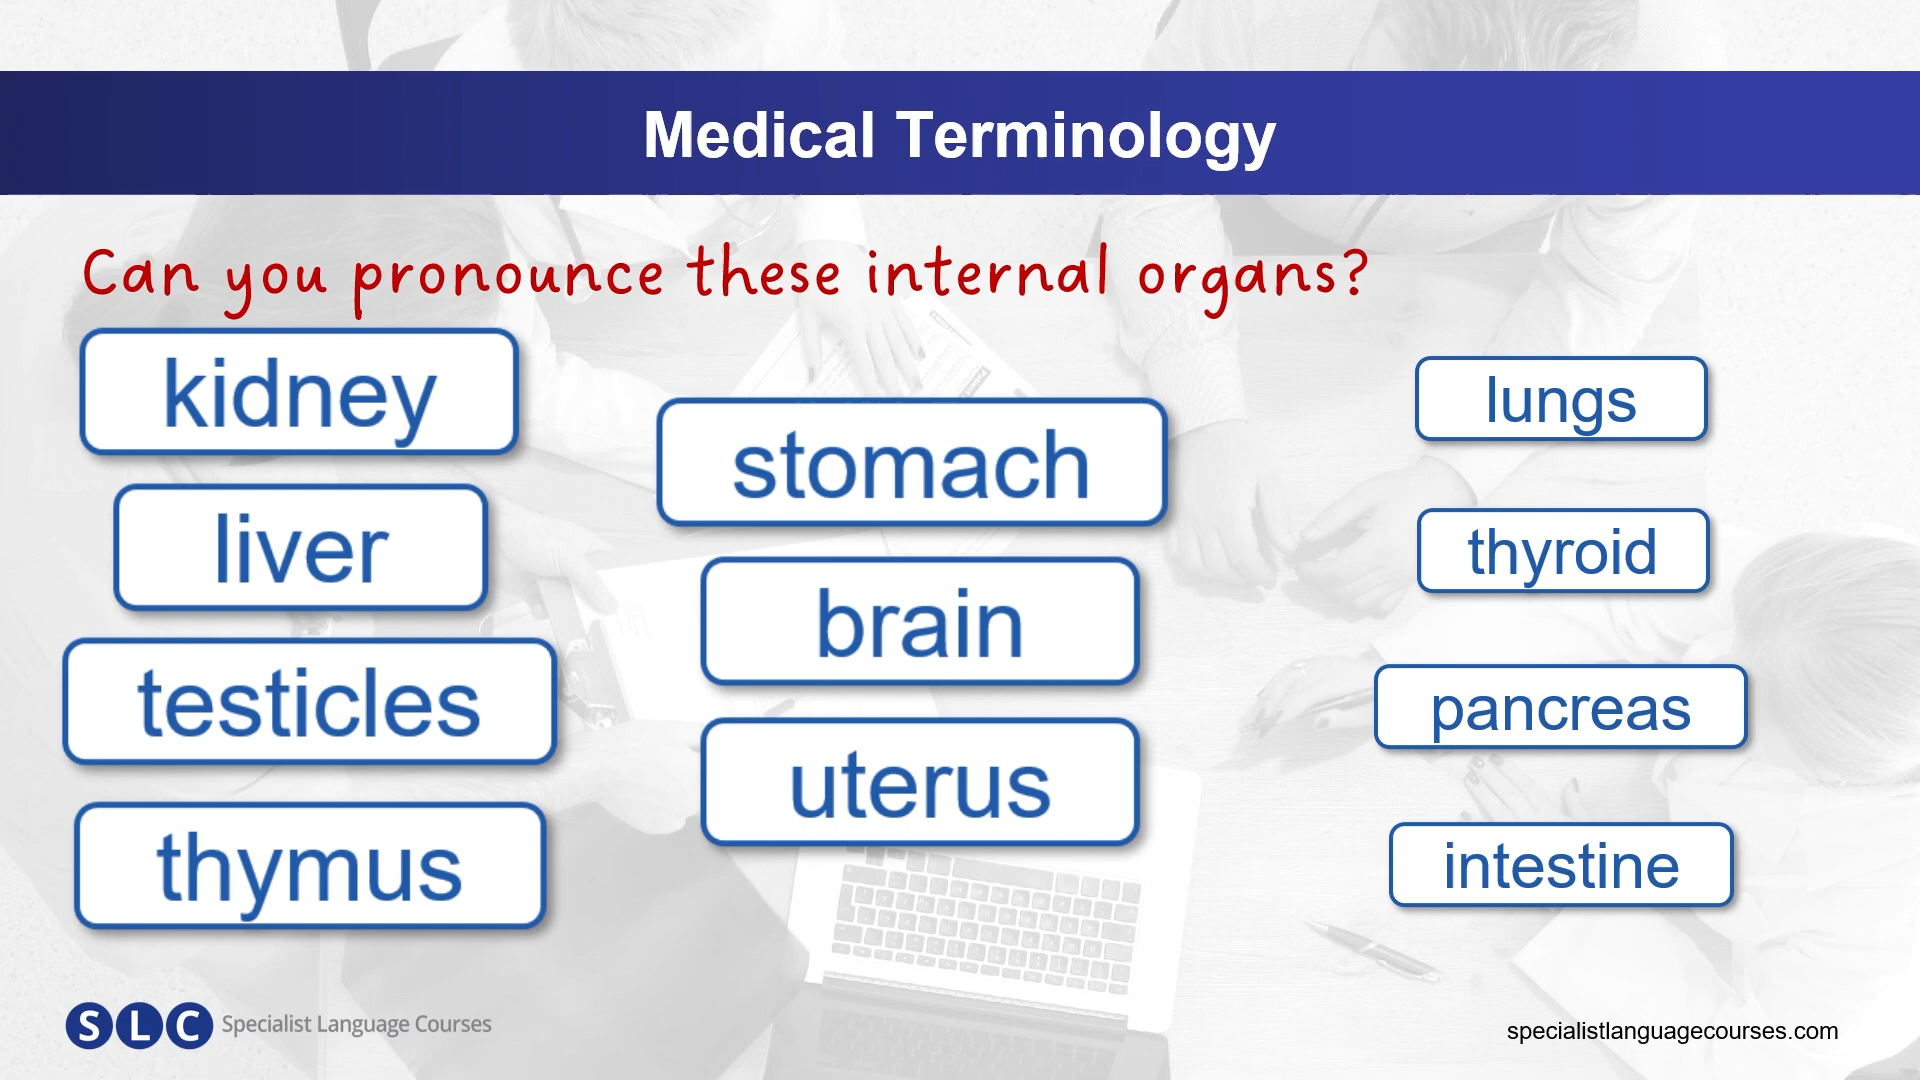 Medical Terminology
Can you pronounce these internal organs?
kidney
liver
testicles
thymus
stomach
brain
uterus
lungs
thyroid
pancreas
intestine
SLC Specialist Language Courses
specialistlanguagecourses.com